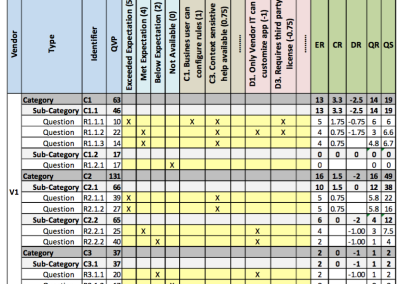 Vendor Type Identifier QVP Exceeded Expectation (5 Met Expectation (4) Below Expectation (2) Not Available (0) C1. Busines user can configure rules (1) C3. Context sensitive help available (0.75) ........ D1. Only Vendor IT can customise app (-1) D3. Requires third party license (-0.75) ........ ER CR DR QR QS
Category C1 63 13 3.3 -2.5 14 19
Sub-Category C1.1 46 13 3.3 -2.5 14 19
Question R1.1.1 10 X X X X 5 1.75 -0.75 6 6
Question R1.1.2 22 X X X X 4 0.75 -1.75 3 6.6
Question R1.1.3 14 X X 4 0.75 4.8 6.7
Sub-Category C1.2 17 0 0 0 0 0
Question R1.2.1 17 X 0 0 0
Category C2 131 16 1.5 -2 16 49
Sub-Category C2.1 66 10 1.5 0 12 38
Question R2.1.1 39 X X 5 0.75 5.8 22
Question R2.1.2 27 X X 5 0.75 5.8 16
Sub-Category C2.2 65 6 0 -2 4 12
Question R2.2.1 25 X X 4 -1.00 3 7.5
Question R2.2.2 40 X X 2 -1.00 1 4
Category C3 37 2 0 -1 1 2
Sub-Category C3.1 37 2 0 -1 1 2
Question R3.1.1 20 X X 2 -1.00 1 2
V1